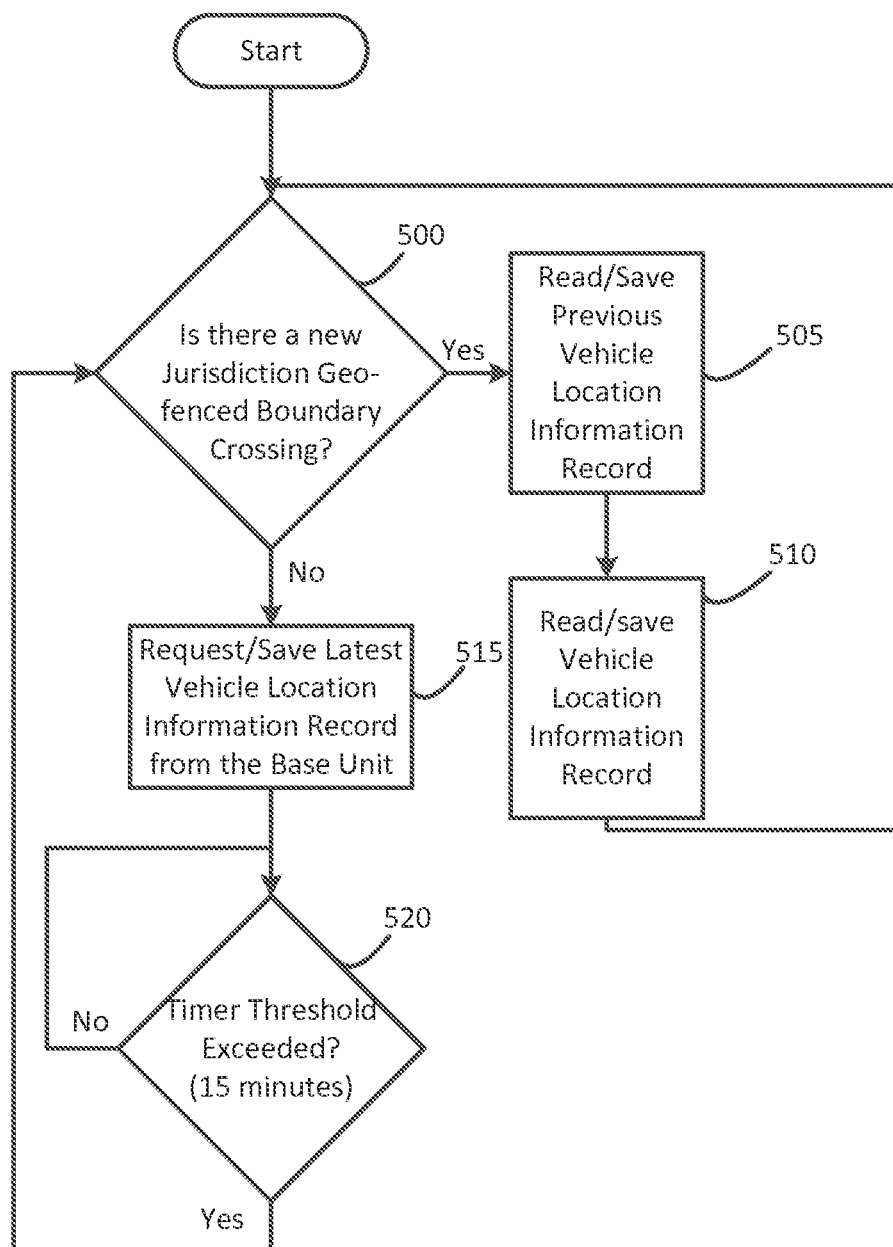 Start
500
Is there a new
Jurisdiction Geo-
fenced Boundary
Crossing?
Yes
Read/Save
Previous
Vehicle
Location
Information
Record
505
No
510
Read/save
Vehicle
Location
Information
Record
Request/Save Latest
Vehicle Location
Information Record
from the Base Unit
515
520
Timer Threshold
Exceeded?
(15 minutes)
No
Yes